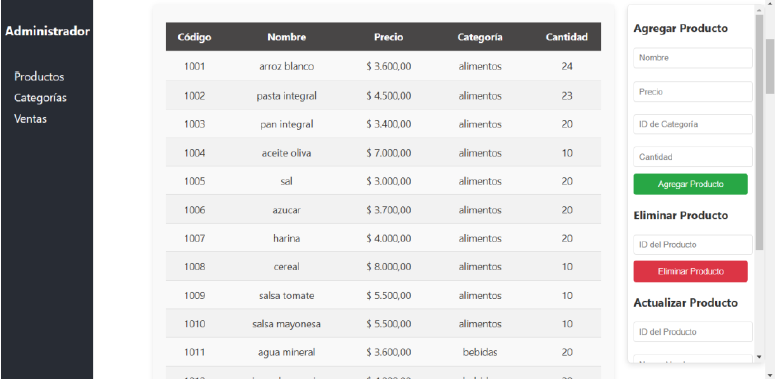 Administrador
Productos
Categorías
Ventas
Código Nombre Precio Categoría Cantidad
1001 arroz blanco $ 3.600,00 alimentos 24
1002 pasta integral $ 4.500,00 alimentos 23
1003 pan integral $ 3.400,00 alimentos 20
1004 aceite oliva $ 7.000,00 alimentos 10
1005 sal $ 3.000,00 alimentos 20
1006 azucar $ 3.700,00 alimentos 20
1007 harina $ 4.000,00 alimentos 20
1008 cereal $ 8.000,00 alimentos 10
1009 salsa tomate $ 5.500,00 alimentos 10
1010 salsa mayonesa $ 5.500,00 alimentos 10
1011 agua mineral $ 3.600,00 bebidas 20
Agregar Producto
Nombre
Precio
ID de Categoría
Cantidad
Agregar Producto
Eliminar Producto
ID del Producto
Eliminar Producto
Actualizar Producto
ID del Producto